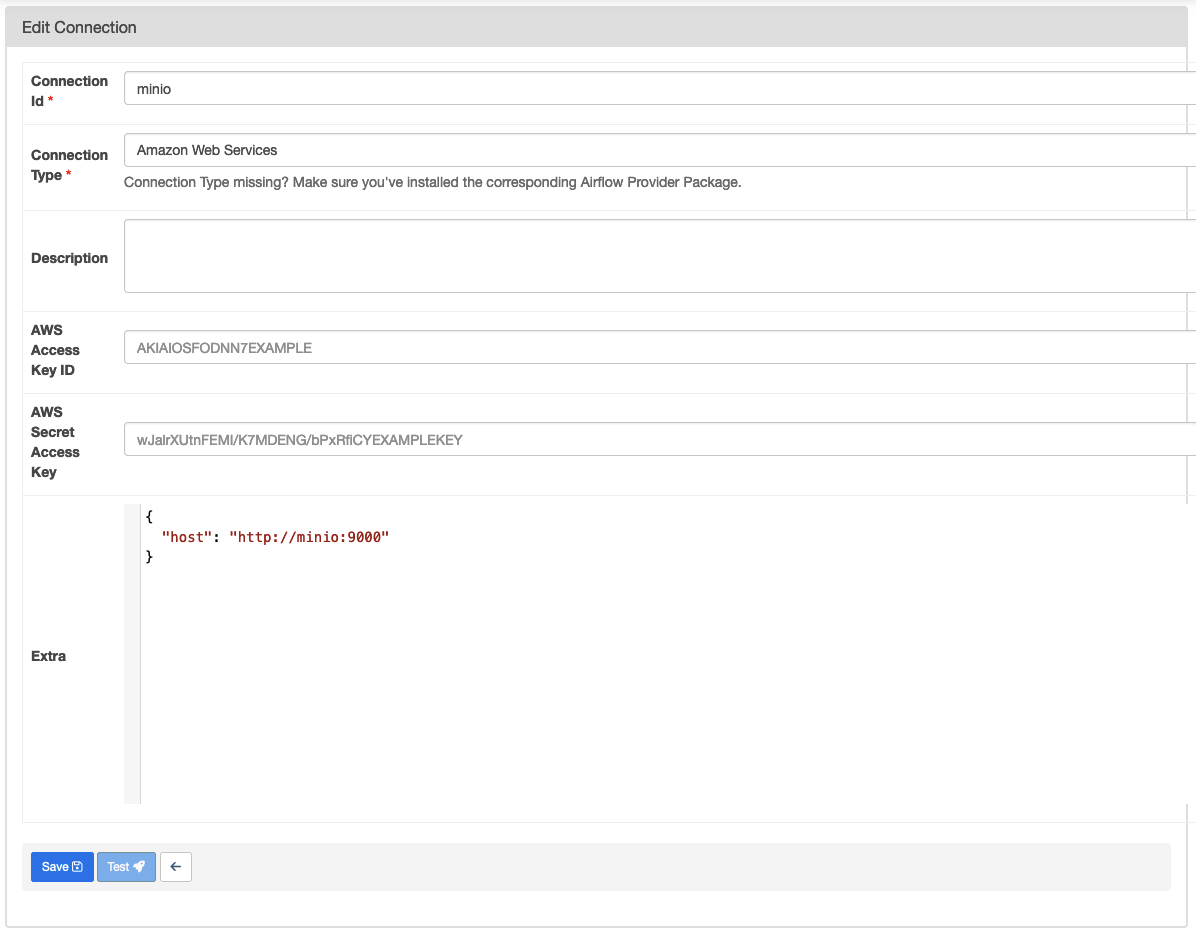 Edit Connection
Connection
Id *
minio
Connection
Type *
Amazon Web Services
Connection Type missing? Make sure you've installed the corresponding Airflow Provider Package.
Description
AWS
Access
Key ID
AKIAIOSFODNN7EXAMPLE
AWS
Secret
Access
Key
wJalrXUtnFEMI/K7MDENG/bPxRfiCYEXAMPLEKEY
Extra
{
"host": "http://minio:9000"
}
Save
Test